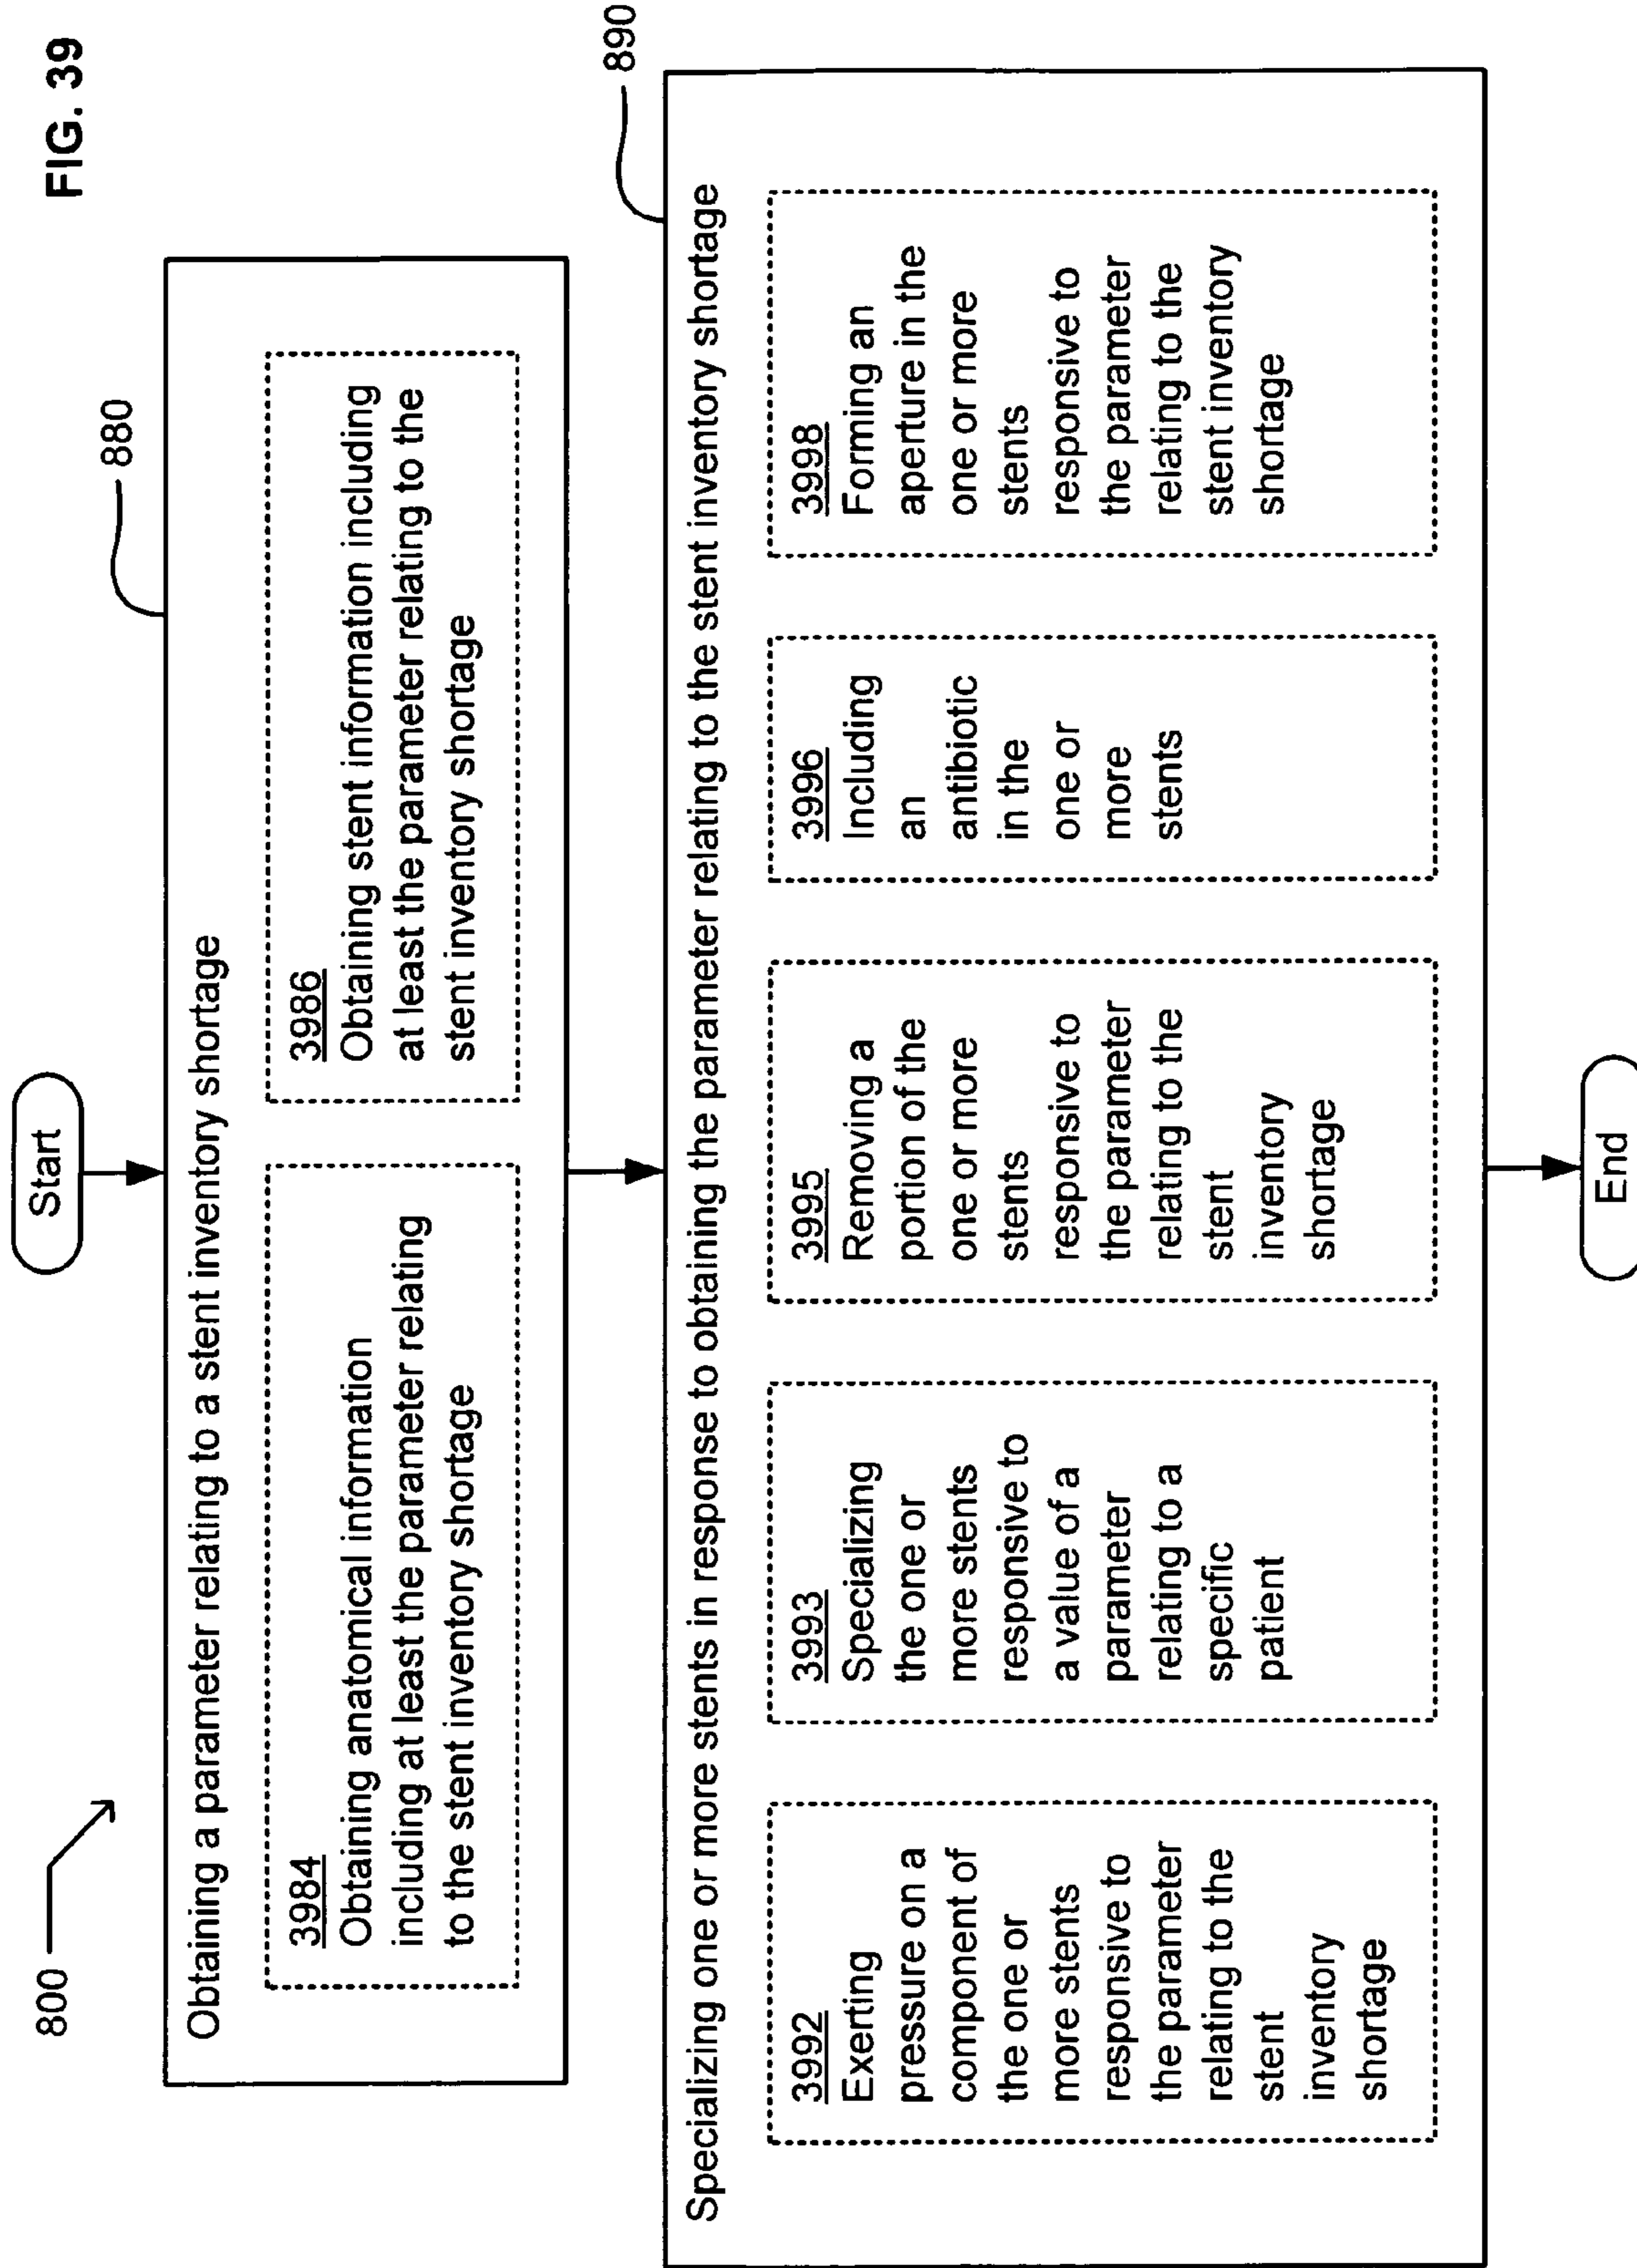 FIG. 39
800
Start
880
Obtaining a parameter relating to a stent inventory shortage
3984
Obtaining anatomical information
including at least the parameter relating
to the stent inventory shortage
3986
Obtaining stent information including
at least the parameter relating to the
stent inventory shortage
890
Specializing one or more stents in response to obtaining the parameter relating to the stent inventory shortage
3992
Exerting
pressure on a
component of
the one or
more stents
responsive to
the parameter
relating to the
stent
inventory
shortage
3993
Specializing
the one or
more stents
responsive to
a value of a
parameter
relating to a
specific
patient
3995
Removing a
portion of the
one or more
stents
responsive to
the parameter
relating to the
stent
inventory
shortage
3996
Including
an
antibiotic
in the
one or
more
stents
3998
Forming an
aperture in the
one or more
stents
responsive to
the parameter
relating to the
stent inventory
shortage
End